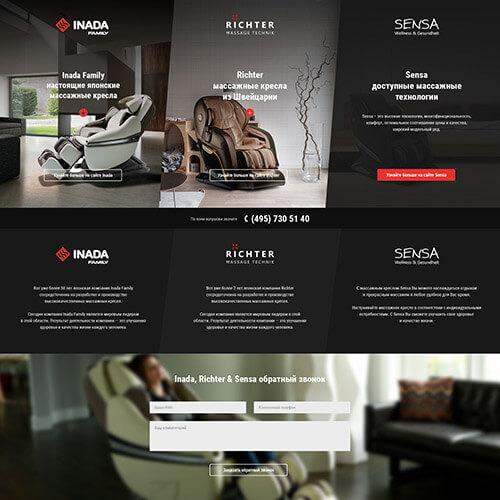 INADA
FAMILY
Inada Family
настоящие японские
массажные кресла
Узнайте больше на сайте Inada
RICHTER
MASSAGE TECHNIK
Richter
массажные кресла
из Швейцарии
Узнайте больше на сайте
SENSA
Wellness & Gesundheit
Sensa
доступные массажные
технологии
Sensa – это высокие технологии, многофункциональность,
комфорт, оптимальное соотношение цены и качества,
широкий модельный ряд.
Узнайте больше на сайте Sensa
По всем вопросам звоните (495) 730 51 40
INADA
FAMILY
Вот уже более 50 лет японская компания Inada Family
сосредоточена на разработке и производстве
высококачественных массажных кресел.
Сегодня компания Inada Family является мировым лидером
в этой области. Результат деятельности компании – это улучшение
здоровья и качества жизни каждого человека.
RICHTER
MASSAGE TECHNIK
Вот уже более 2 лет японская компания Richter
сосредоточена на разработке и производстве
высококачественных массажных кресел.
Сегодня компания Richter является мировым лидером в этой
области. Результат деятельности компании – это улучшение
здоровья и качества жизни каждого человека.
SENSA
Wellness & Gesundheit
С массажным креслом Sensa Вы можете насладиться отдыхом
и прекрасным массажем в любое удобное для Вас время.
Настраивайте массажное кресло в соответствии с индивидуальными
потребностями. С Sensa Вы сможете улучшить свое здоровье
и качество жизни.
Inada, Richter & Sensa обратный звонок
Ваше ФИО
Контактный телефон
Ваш комментарий
Заказать обратный звонок